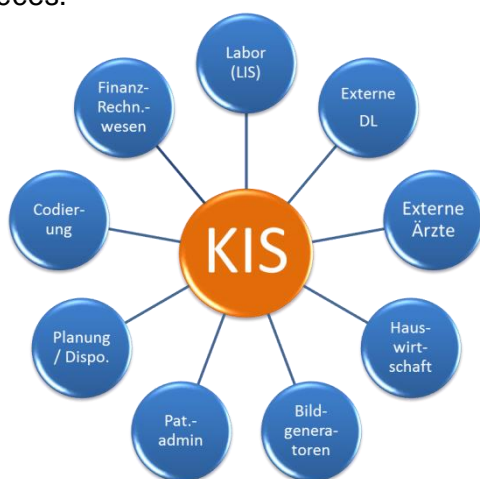 Labor
(LIS)
Externe
DL
Externe
Ärzte
Haus-
wirt-
schaft
Bild-
genera-
toren
Pat.-
admin
Planung
/ Dispo.
Codier-
ung
Finanz-
Rechn.-
wesen
KIS